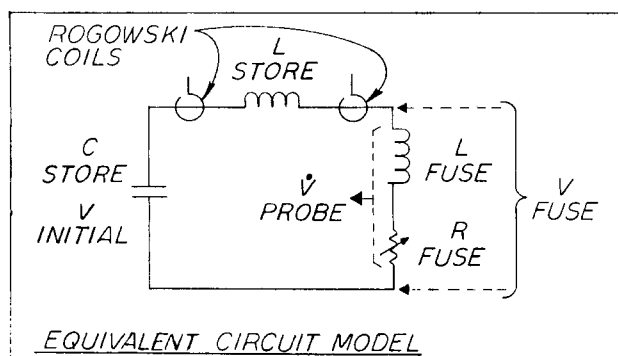 ROGOWSKI
COILS
L
STORE
C
STORE
V
INITIAL
V̇
PROBE
L
FUSE
R
FUSE
V
FUSE
EQUIVALENT CIRCUIT MODEL